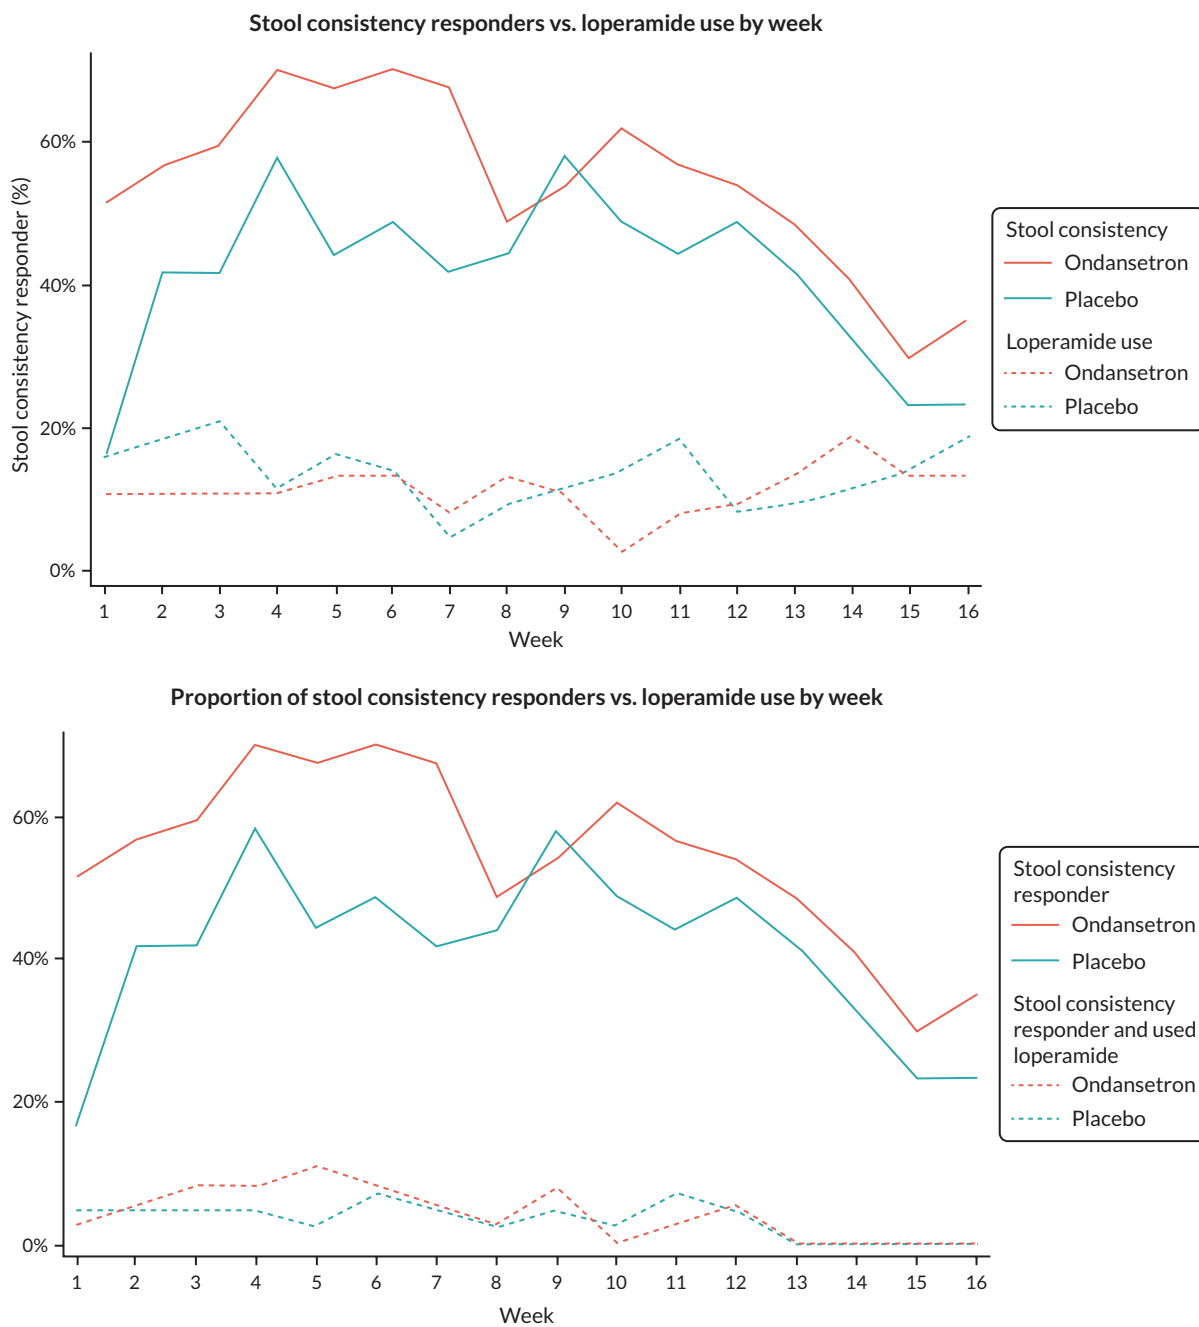 Stool consistency responders vs. loperamide use by week
Stool consistency responder (%)
60%
40%
20%
0%
1 2 3 4 5 6 7 8 9 10 11 12 13 14 15 16
Week
Stool consistency
Ondansetron
Placebo
Loperamide use
Ondansetron
Placebo
Proportion of stool consistency responders vs. loperamide use by week
60%
40%
20%
0%
1 2 3 4 5 6 7 8 9 10 11 12 13 14 15 16
Week
Stool consistency
responder
Ondansetron
Placebo
Stool consistency
responder and used
loperamide
Ondansetron
Placebo